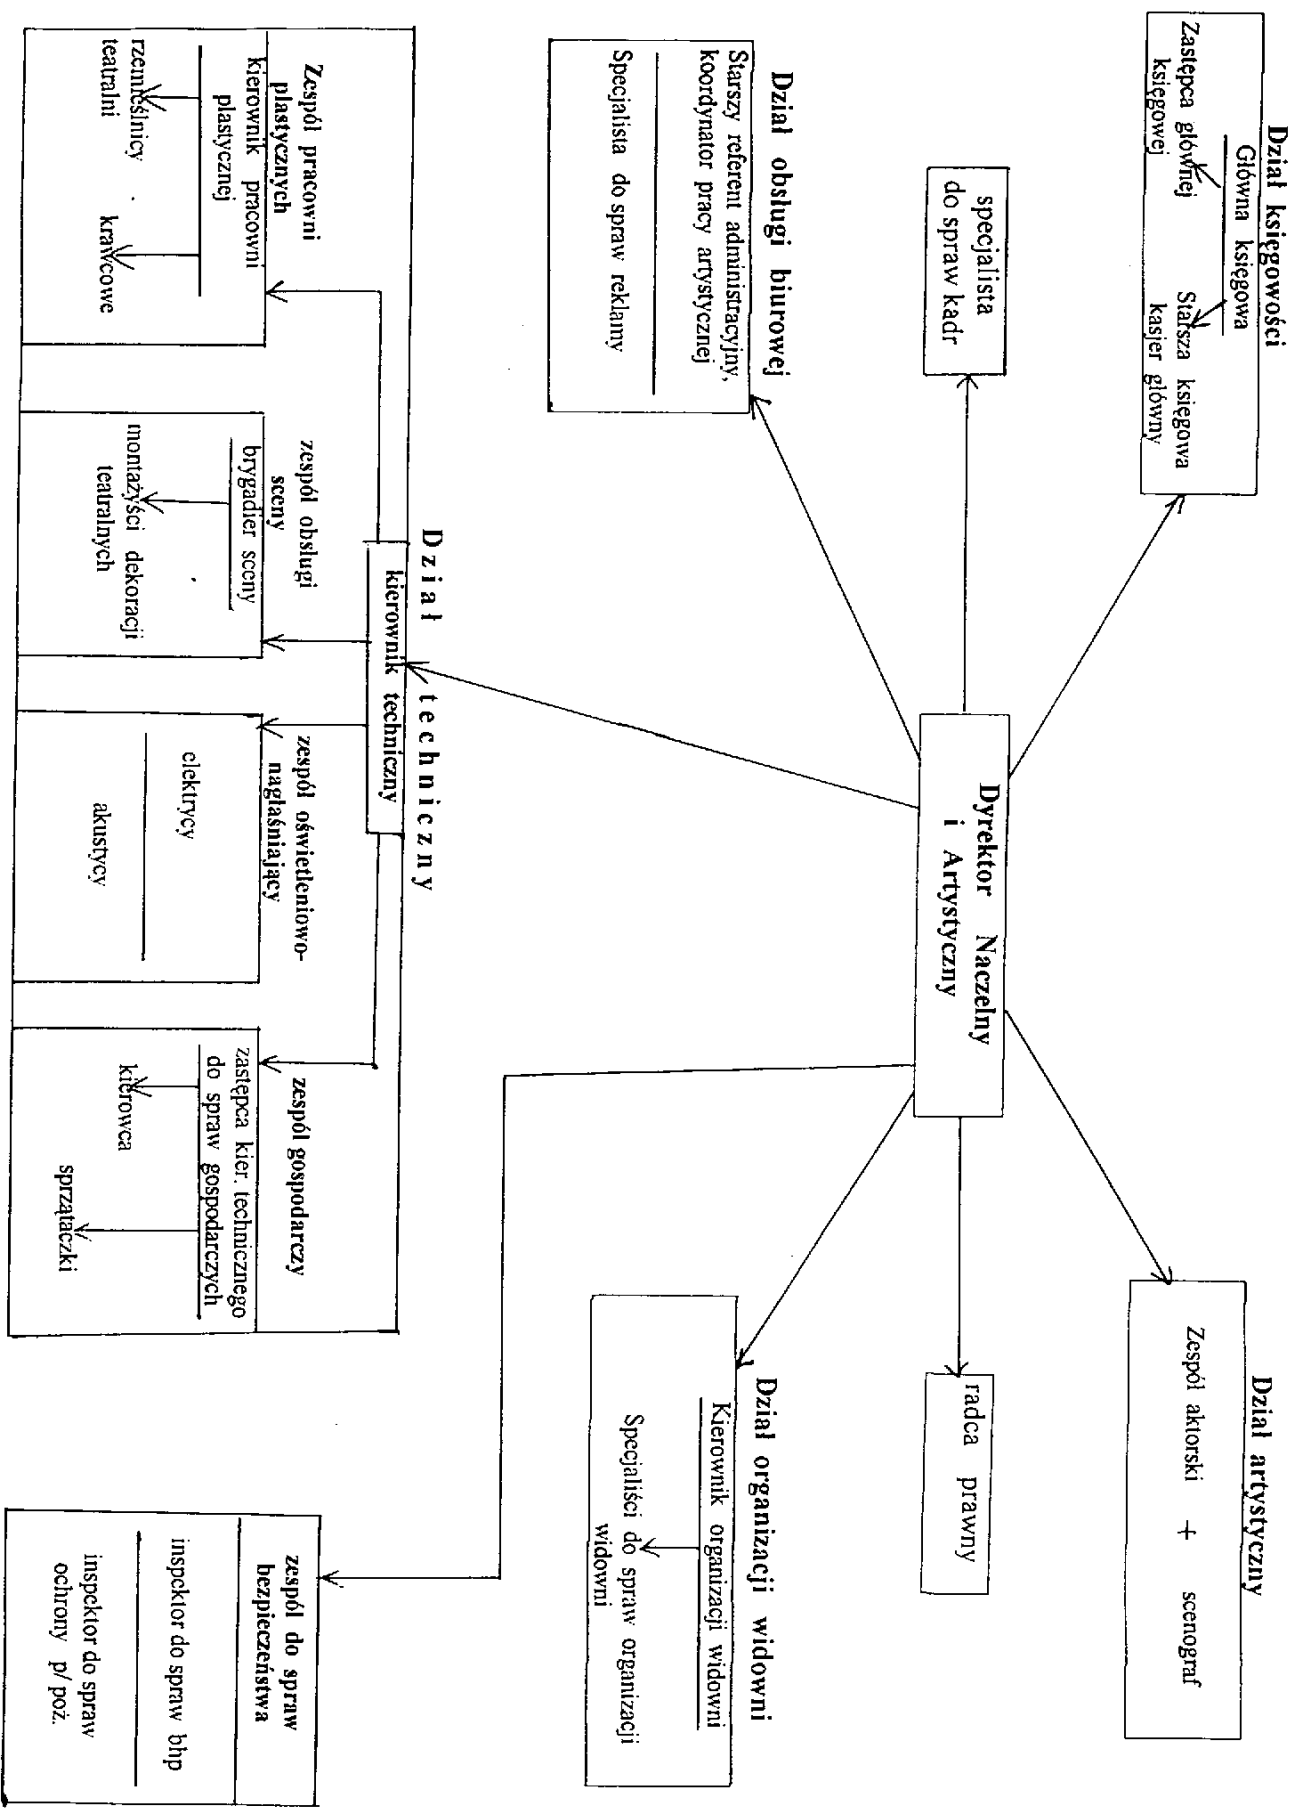 Dział księgowości
Główna księgowa
Zastępca głównej
księgowej
Starsza księgowa
kasjer główny
Dział artystyczny
Zespół aktorski + scenograf
specjalista
do spraw kadr
Dyrektor Naczelny
i Artystyczny
radca prawny
Dział obsługi biurowej
Starszy referent administracyjny,
koordynator pracy artystycznej
Specjalista do spraw reklamy
Dział organizacji widowni
Kierownik organizacji widowni
Specjaliści do spraw organizacji
widowni
Dział techniczny
kierownik techniczny
Zespół pracowni
plastycznych
kierownik pracowni
plastycznej
rzemieślnicy
teatralni
krawcowe
zespół obsługi
sceny
brygadier sceny
montażyści dekoracji
teatralnych
zespół oświetleniowo-
nagłaśniający
elektrycy
akustycy
zespół gospodarczy
zastępca kier. technicznego
do spraw gospodarczych
kierowca
sprzątaczki
zespół do spraw
bezpieczeństwa
inspektor do spraw bhp
inspektor do spraw
ochrony p/ poż.